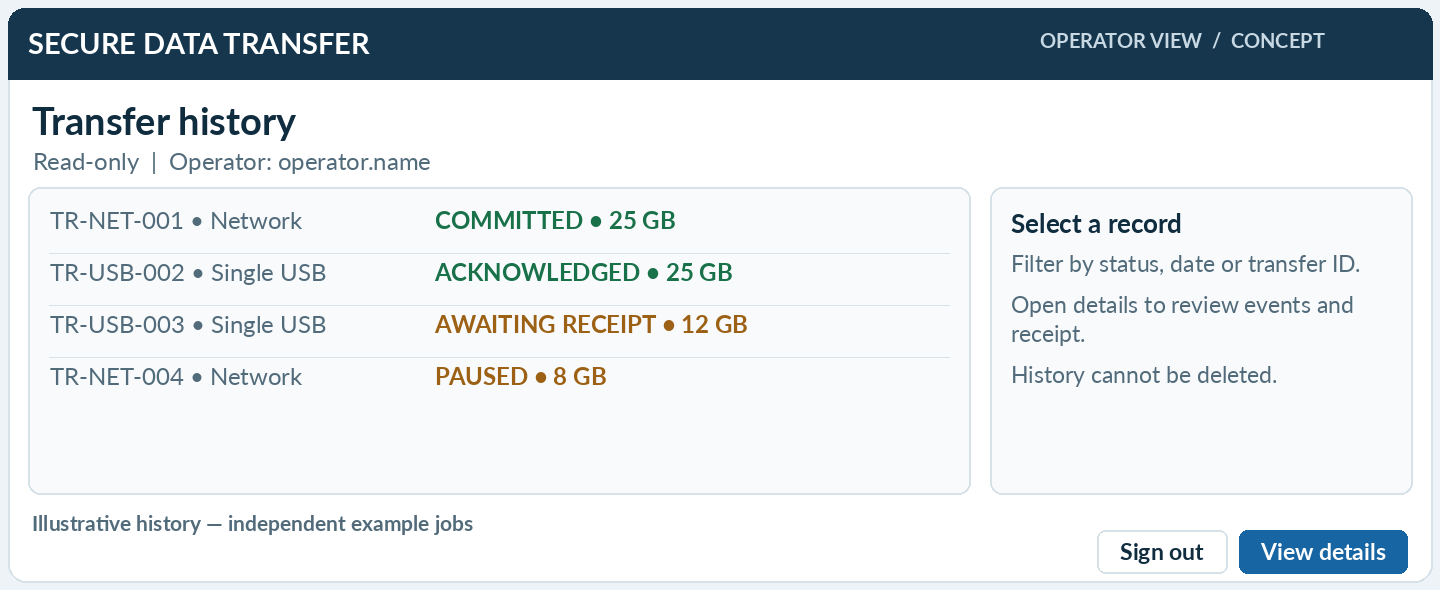 SECURE DATA TRANSFER
OPERATOR VIEW / CONCEPT
Transfer history
Read-only | Operator: operator.name
TR-NET-001 • Network COMMITTED • 25 GB
TR-USB-002 • Single USB ACKNOWLEDGED • 25 GB
TR-USB-003 • Single USB AWAITING RECEIPT • 12 GB
TR-NET-004 • Network PAUSED • 8 GB
Select a record
Filter by status, date or transfer ID.
Open details to review events and
receipt.
History cannot be deleted.
Illustrative history — independent example jobs
Sign out
View details